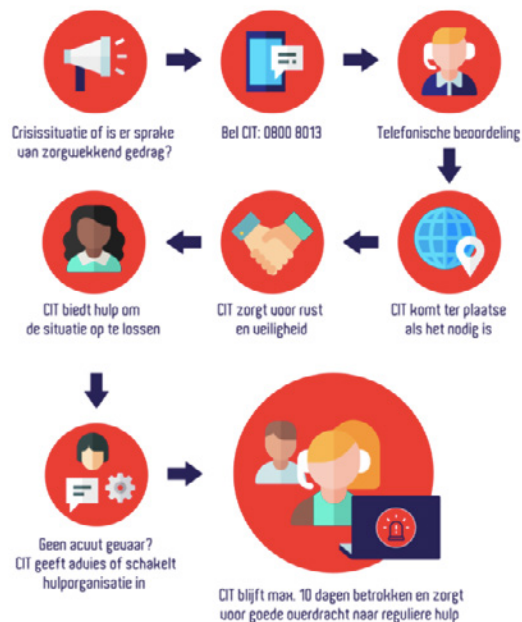 Crisissituatie of is er sprake
van zorgwekkend gedrag?
Bel CIT: 0800 8013
Telefonische beoordeling
CIT komt ter plaatse
als het nodig is
CIT zorgt voor rust
en veiligheid
CIT biedt hulp om
de situatie op te lossen
Geen acuut gevaar?
CIT geeft advies of schakelt
hulporganisatie in
CIT blijft max. 10 dagen betrokken en zorgt
voor goede overdracht naar reguliere hulp